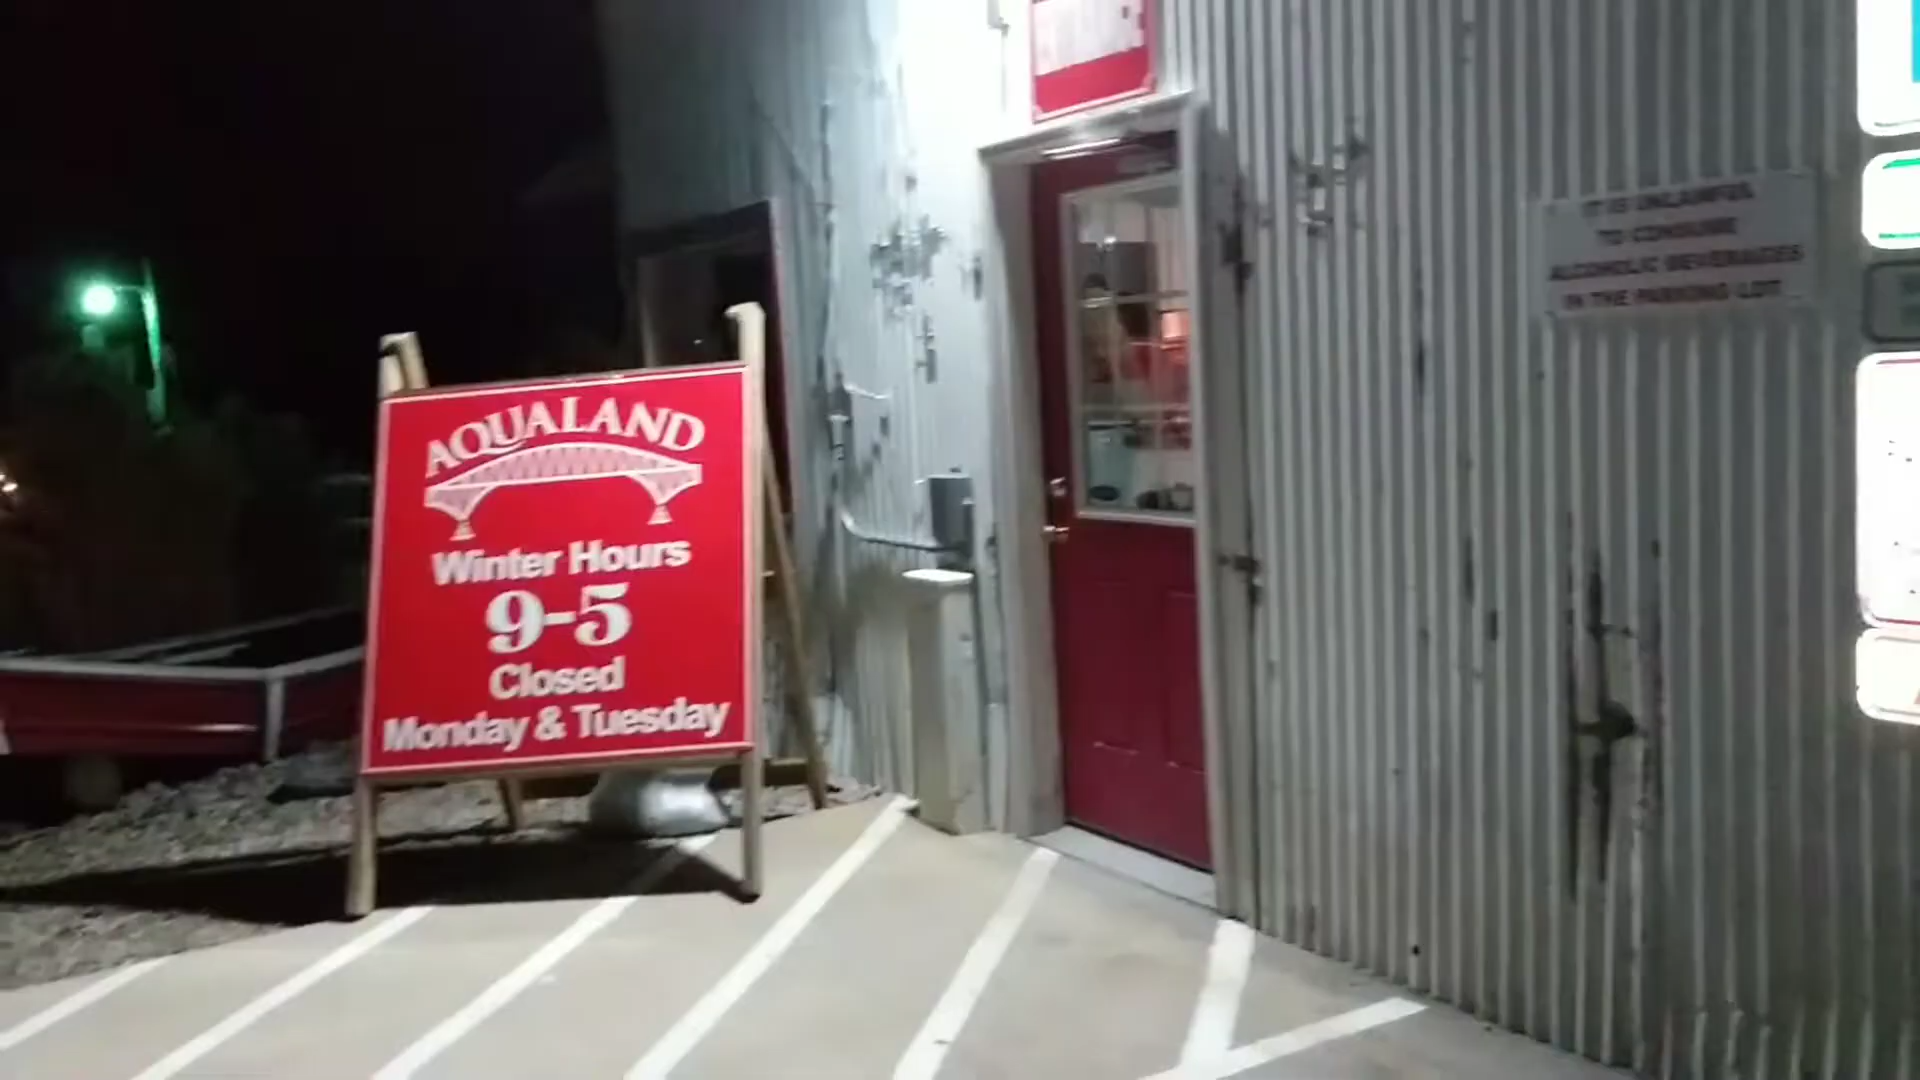 AQUALAND
Winter Hours
9-5
Closed
Monday & Tuesday
IT IS UNLAWFUL
TO CONSUME
ALCOHOLIC BEVERAGES
IN THE PARKING LOT